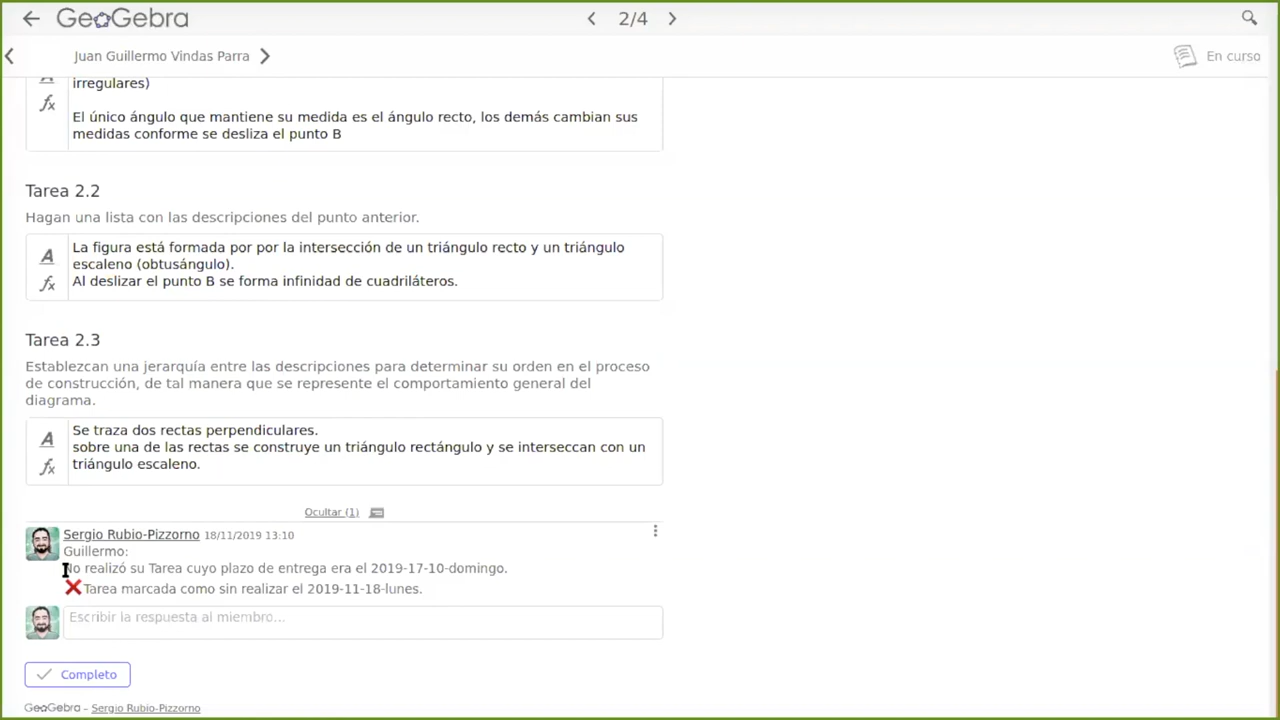 GeoGebra
2/4
Juan Guillermo Vindas Parra
En curso
irregulares)
El único ángulo que mantiene su medida es el ángulo recto, los demás cambian sus
medidas conforme se desliza el punto B
Tarea 2.2
Hagan una lista con las descripciones del punto anterior.
La figura está formada por por la intersección de un triángulo recto y un triángulo
escaleno (obtusángulo).
Al deslizar el punto B se forma infinidad de cuadriláteros.
Tarea 2.3
Establezcan una jerarquía entre las descripciones para determinar su orden en el proceso
de construcción, de tal manera que se represente el comportamiento general del
diagrama.
Se traza dos rectas perpendiculares.
sobre una de las rectas se construye un triángulo rectángulo y se interseccan con un
triángulo escaleno.
Ocultar (1)
Sergio Rubio-Pizzorno 18/11/2019 13:10
Guillermo:
No realizó su Tarea cuyo plazo de entrega era el 2019-17-10-domingo.
❌Tarea marcada como sin realizar el 2019-11-18-lunes.
Escribir la respuesta al miembro...
Completo
GeoGebra – Sergio Rubio-Pizzorno